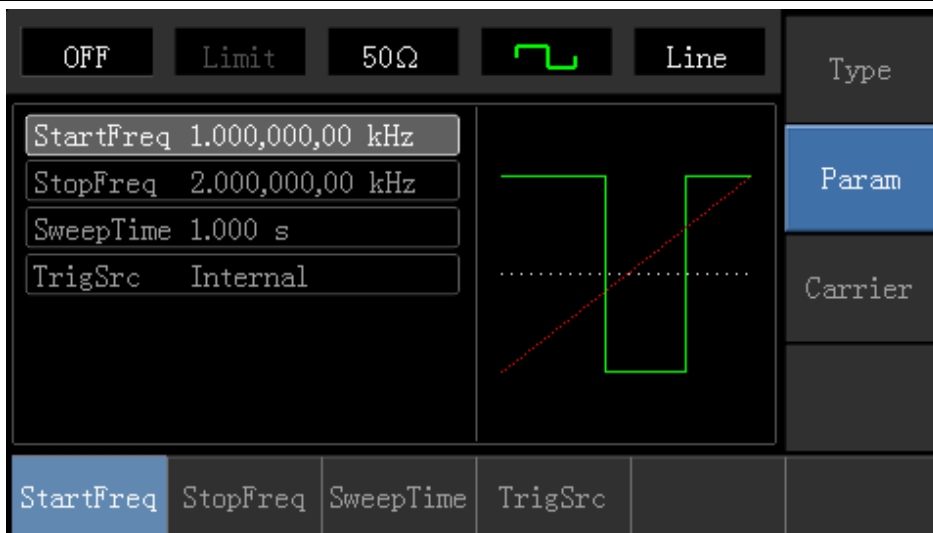 OFF Limit 50Ω Line
Type
StartFreq 1.000,000,00 kHz
StopFreq 2.000,000,00 kHz
Param
SweepTime 1.000 s
TrigSrc Internal
Carrier
StartFreq StopFreq SweepTime TrigSrc